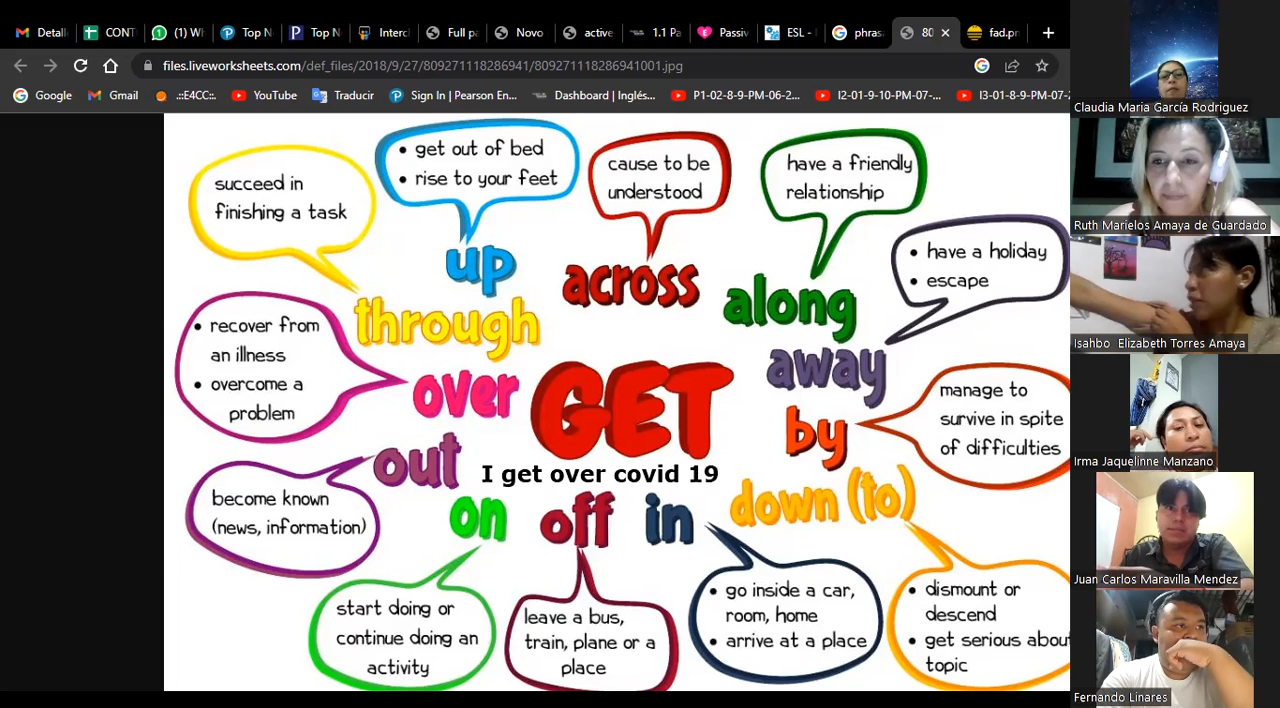 Detall
CONT
(1) Wh
Top N
Top N
Interc
Full pa
Novo
active
1.1 Pa
Passiv
ESL -
phrasa
80
fad.pr
files.liveworksheets.com/def_files/2018/9/27/809271118286941/809271118286941001.jpg
Google
Gmail
.::E4CC::.
YouTube
Traducir
Sign In | Pearson En...
Dashboard | Inglés,...
P1-02-8-9-PM-06-2...
I2-01-9-10-PM-07-...
I3-01-8-9-PM-07-2
succeed in
finishing a task
• get out of bed
• rise to your feet
cause to be
understood
have a friendly
relationship
• have a holiday
• escape
up
across
along
through
away
• recover from
an illness
• overcome a
problem
over
GET
by
manage to
survive in spite
of difficulties
out
I get over covid 19
down (to)
become known
(news, information)
on
off
in
start doing or
continue doing an
activity
leave a bus,
train, plane or a
place
• go inside a car,
room, home
• arrive at a place
• dismount or
descend
• get serious about
topic
Claudia Maria García Rodriguez
Ruth Marielos Amaya de Guardado
Isahbo Elizabeth Torres Amaya
Irma Jaquelinne Manzano
Juan Carlos Maravilla Mendez
Fernando Linares